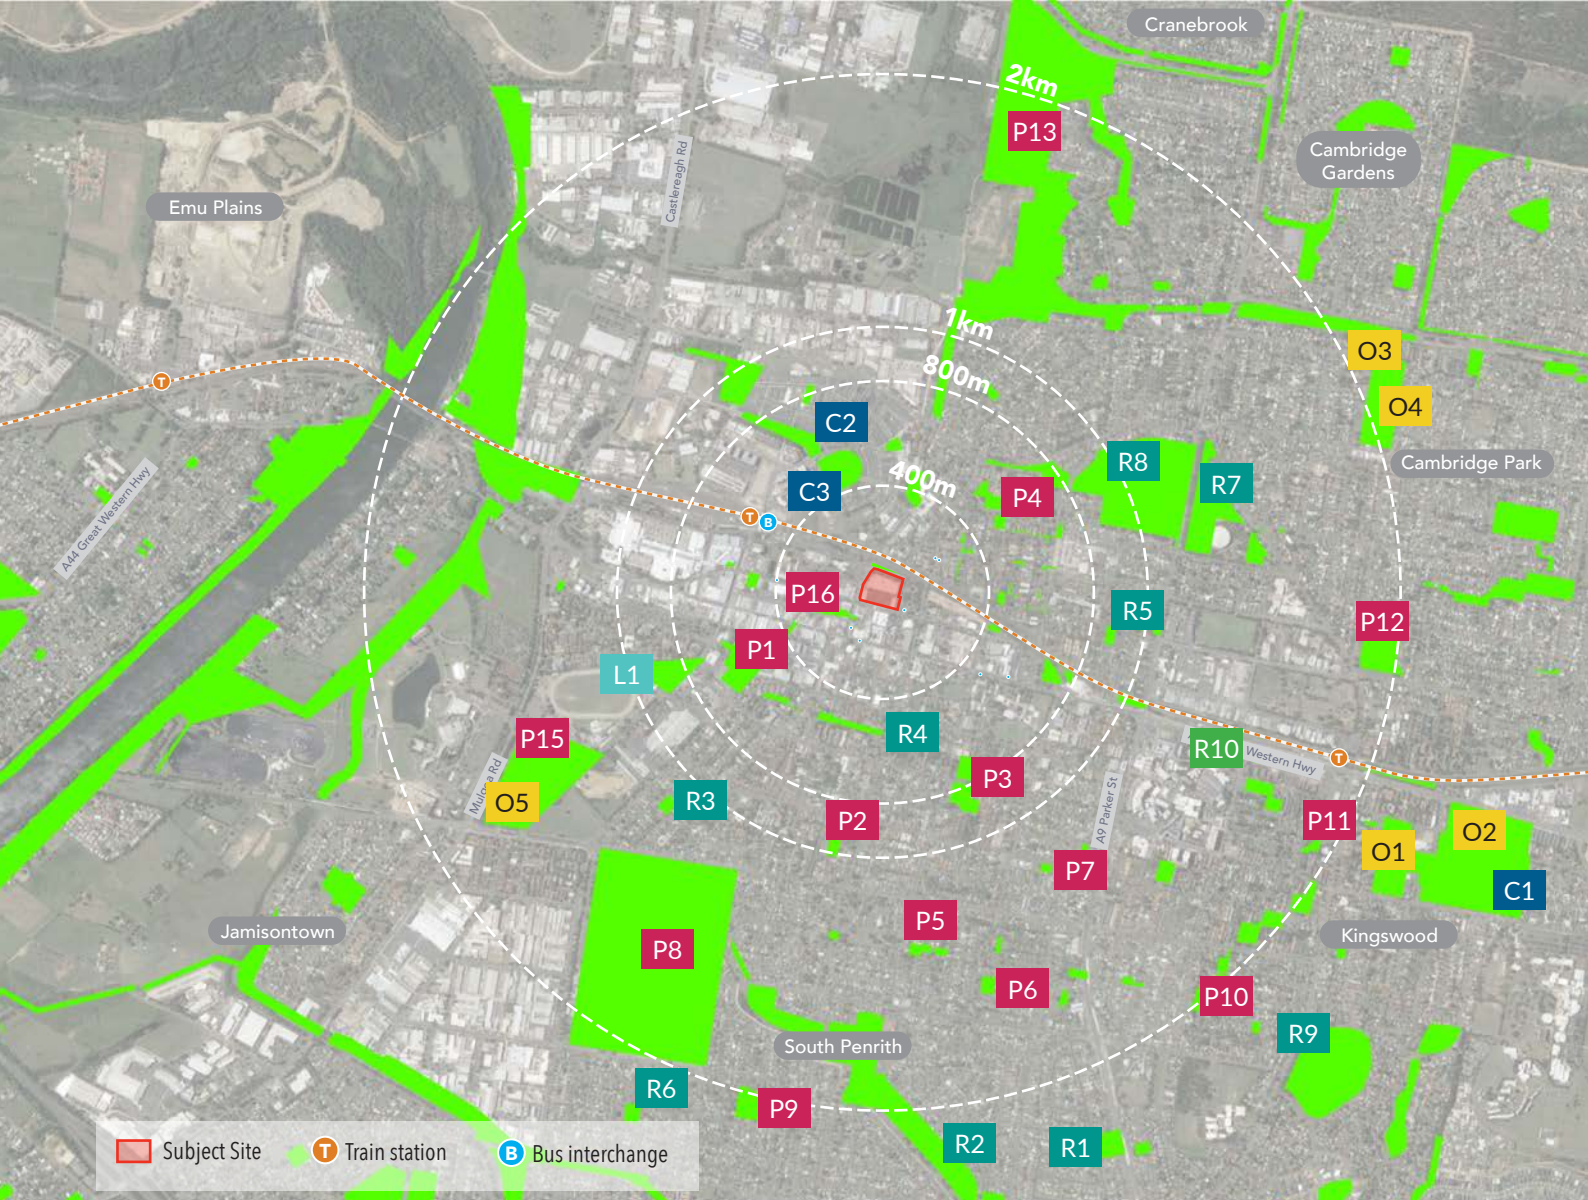 Cranebrook
2km
P13
Cambridge
Gardens
Castlereagh Rd
Emu Plains
1km
O3
800m
O4
C2
R8
Cambridge Park
400m
R7
C3
P4
A44 Great Western Hwy
T
T
B
P16
R5
P12
P1
L1
R4
P15
R10
Western Hwy
T
P3
Mulgoa Rd
O5
R3
A9 Parker St
P2
P11
O2
O1
P7
C1
P5
Jamisontown
Kingswood
P8
P6
P10
R9
South Penrith
R6
P9
R2
R1
Subject Site
T Train station
B Bus interchange